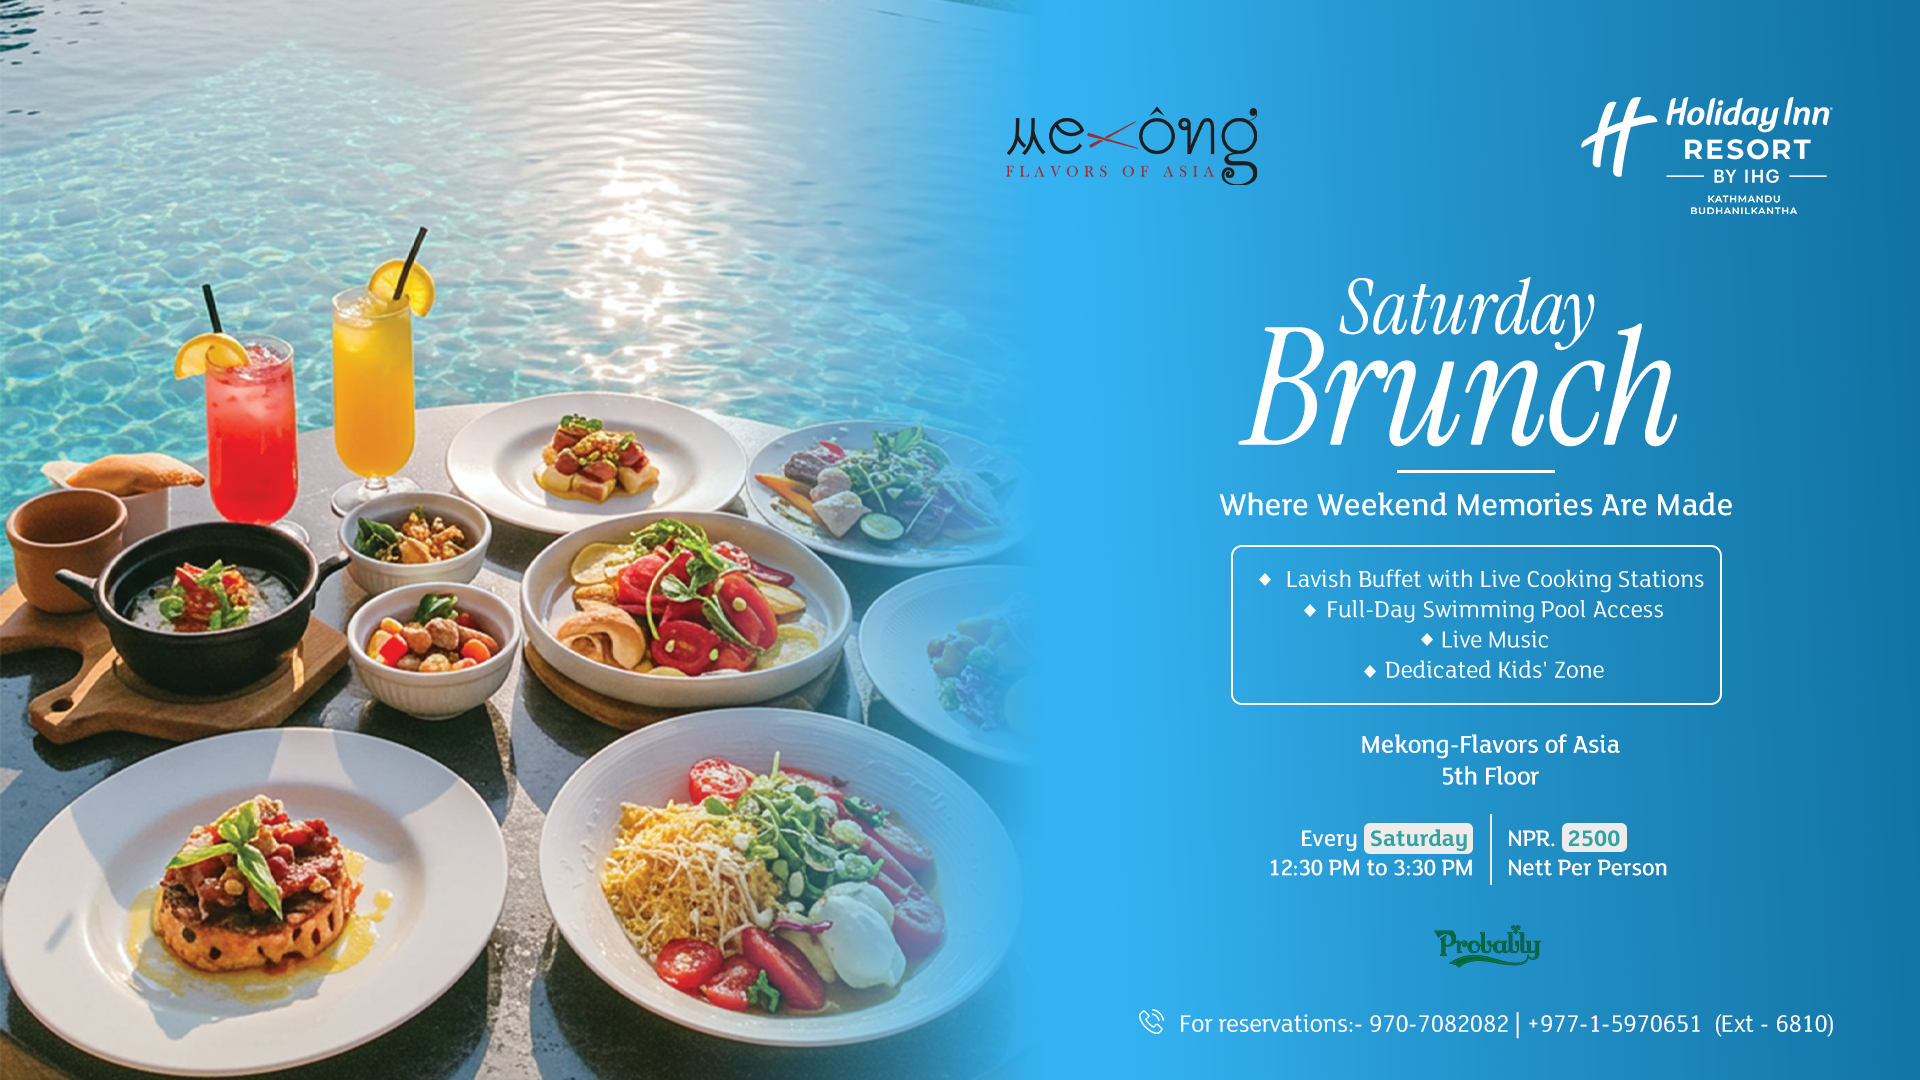 Mekông
FLAVORS OF ASIA
Holiday Inn
RESORT
BY IHG
KATHMANDU
BUDHANILKANTHA
Saturday
Brunch
Where Weekend Memories Are Made
Lavish Buffet with Live Cooking Stations
Full-Day Swimming Pool Access
Live Music
Dedicated Kids' Zone
Mekong-Flavors of Asia
5th Floor
Every Saturday
12:30 PM to 3:30 PM
NPR. 2500
Nett Per Person
Probably
For reservations:- 970-7082082 | +977-1-5970651 (Ext - 6810)